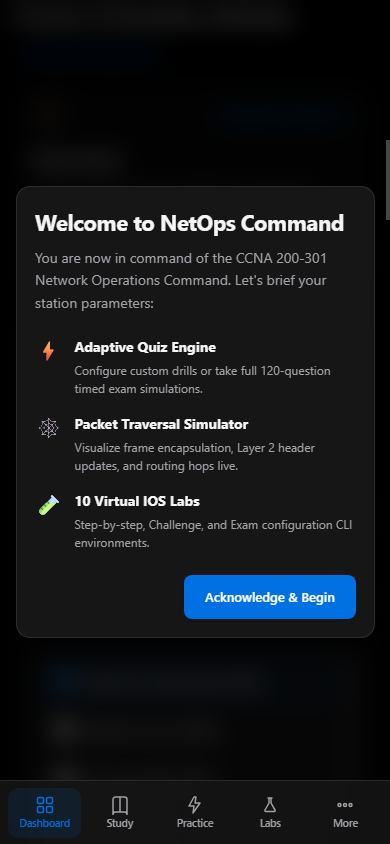 Welcome to NetOps Command
You are now in command of the CCNA 200-301
Network Operations Command. Let's brief your
station parameters:
Adaptive Quiz Engine
Configure custom drills or take full 120-question
timed exam simulations.
Packet Traversal Simulator
Visualize frame encapsulation, Layer 2 header
updates, and routing hops live.
10 Virtual IOS Labs
Step-by-step, Challenge, and Exam configuration CLI
environments.
Acknowledge & Begin
Dashboard
Study
Practice
Labs
More